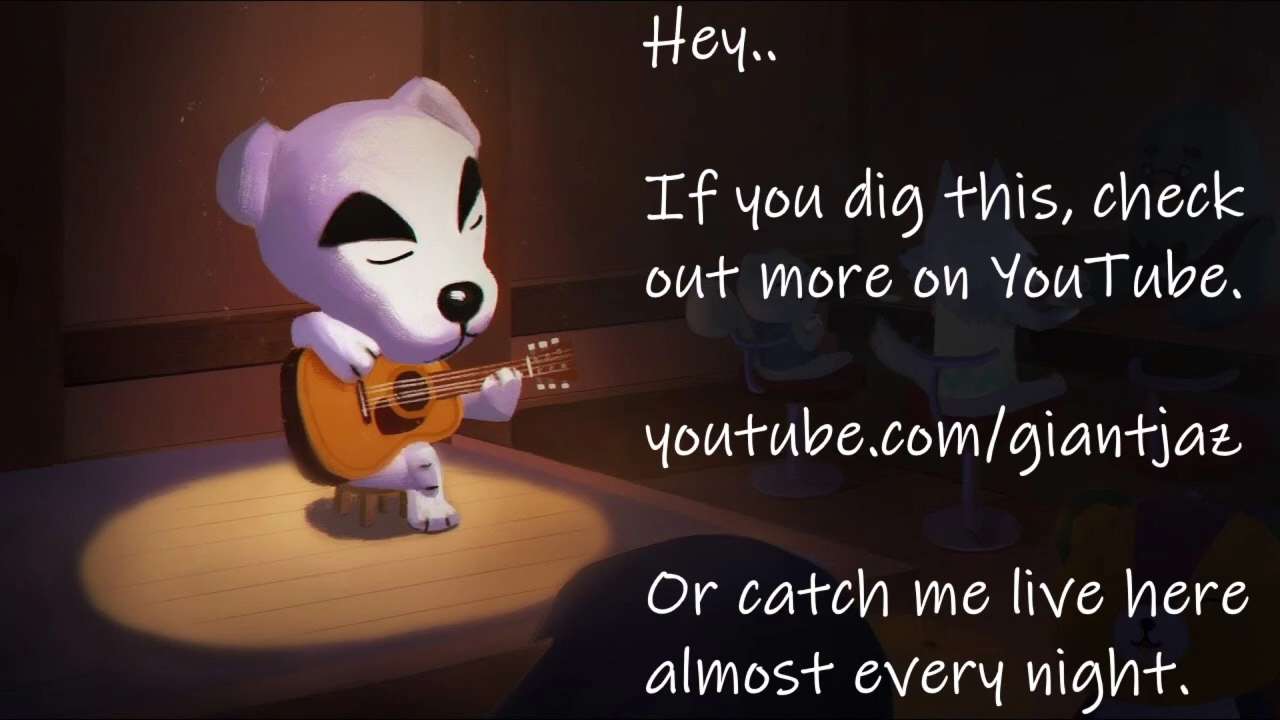 Hey..
If you dig this, check
out more on YouTube.
youtube.com/giantjaz
Or catch me live here
almost every night.